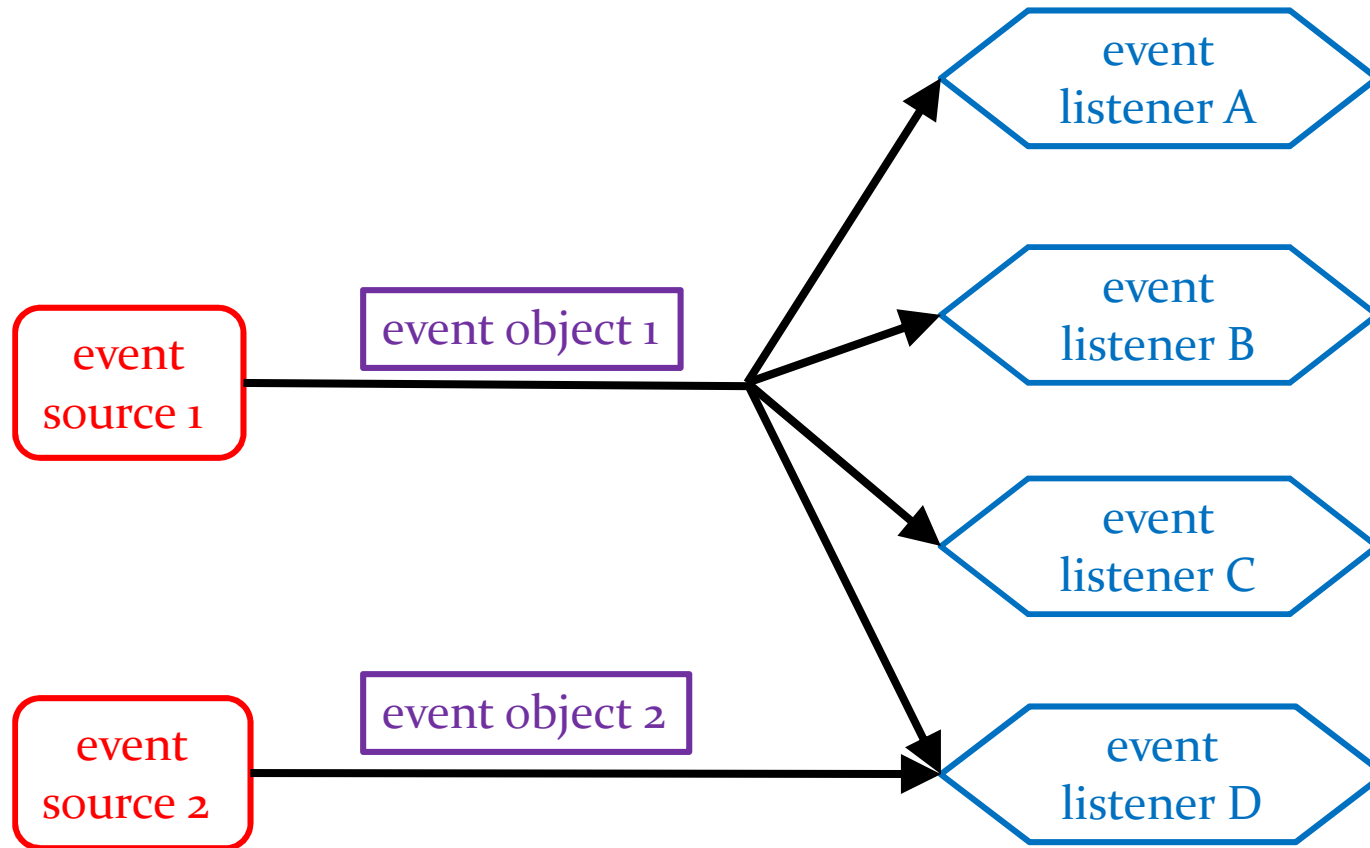 event
listener A
event
listener B
event object 1
event
source 1
event
listener C
event object 2
event
source 2
event
listener D